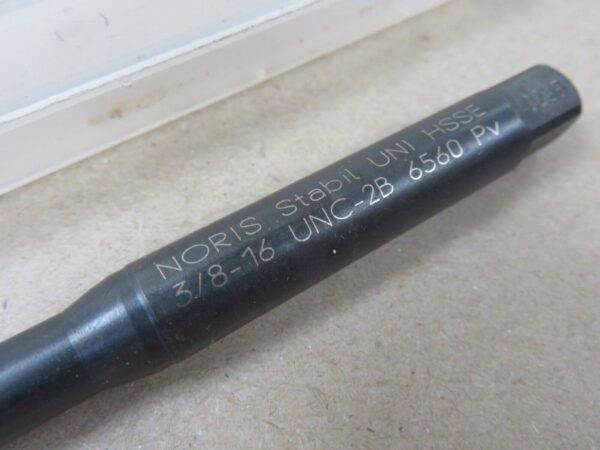 NORIS Stabil UNI HSSE
3/8-16 UNC-2B 6560 Pv